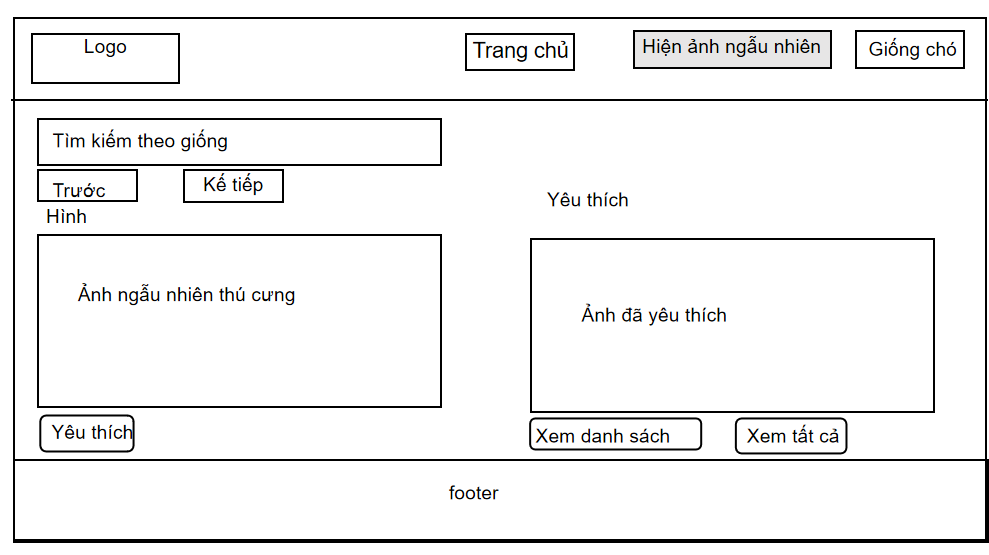 Logo
Trang chủ
Hiện ảnh ngẫu nhiên
Giống chó
Tìm kiếm theo giống
Trước
Kế tiếp
Hình
Ảnh ngẫu nhiên thú cưng
Yêu thích
Yêu thích
Ảnh đã yêu thích
Xem danh sách
Xem tất cả
footer